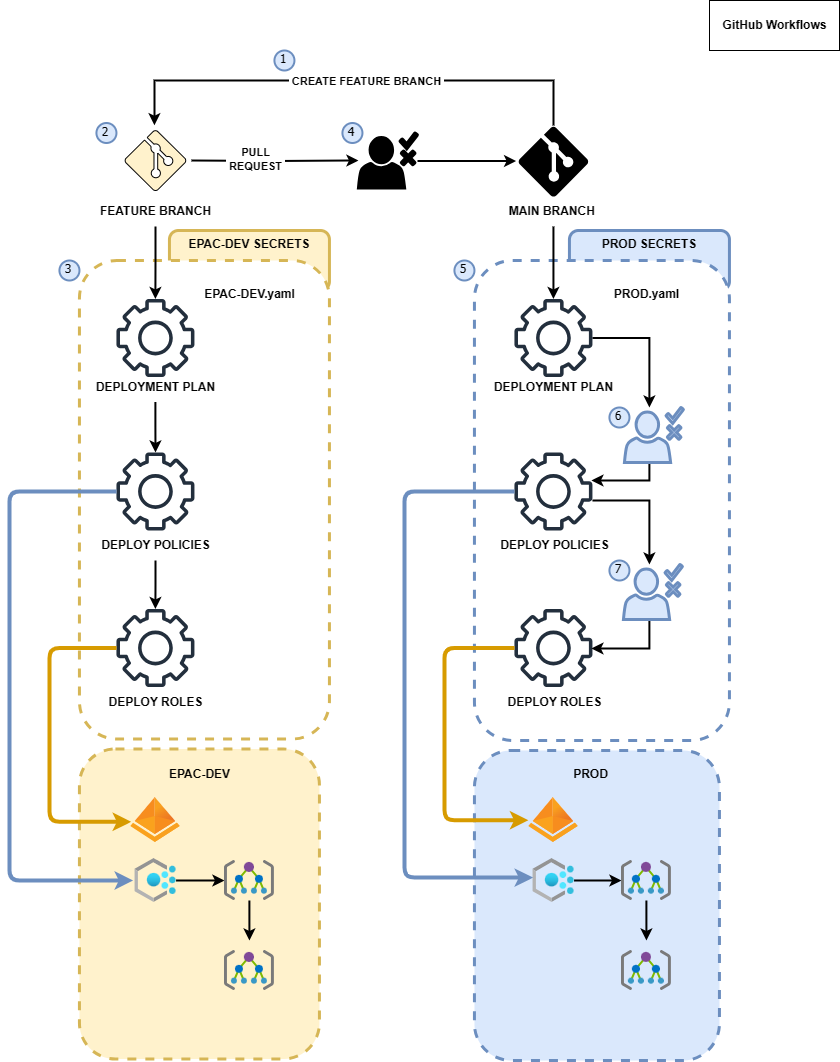 GitHub Workflows
1
CREATE FEATURE BRANCH
2
PULL
REQUEST
4
FEATURE BRANCH
MAIN BRANCH
EPAC-DEV SECRETS
PROD SECRETS
3
5
EPAC-DEV.yaml
PROD.yaml
DEPLOYMENT PLAN
DEPLOYMENT PLAN
6
DEPLOY POLICIES
DEPLOY POLICIES
7
DEPLOY ROLES
DEPLOY ROLES
EPAC-DEV
PROD